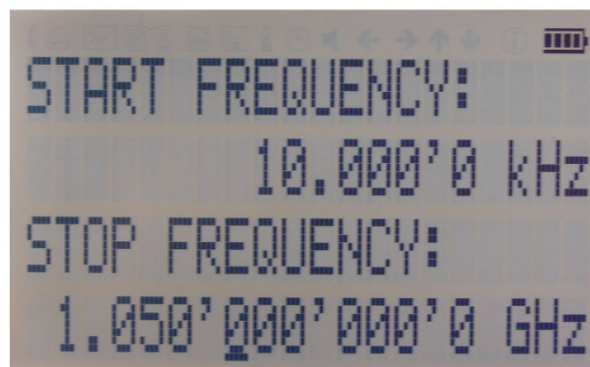 START FREQUENCY:
10.000'0 kHz
STOP FREQUENCY:
1.050'000'000'0 GHz